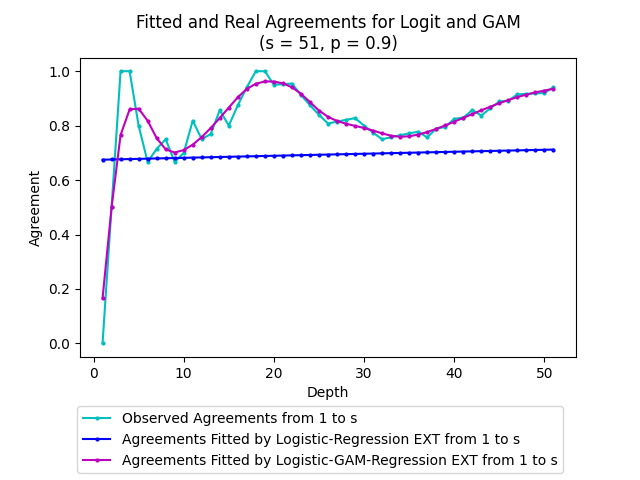 Fitted and Real Agreements for Logit and GAM
(s = 51, p = 0.9)
1.0
0.8
0.6
0.4
0.2
0.0
Agreement
0 10 20 30 40 50
Depth
Observed Agreements from 1 to s
Agreements Fitted by Logistic-Regression EXT from 1 to s
Agreements Fitted by Logistic-GAM-Regression EXT from 1 to s